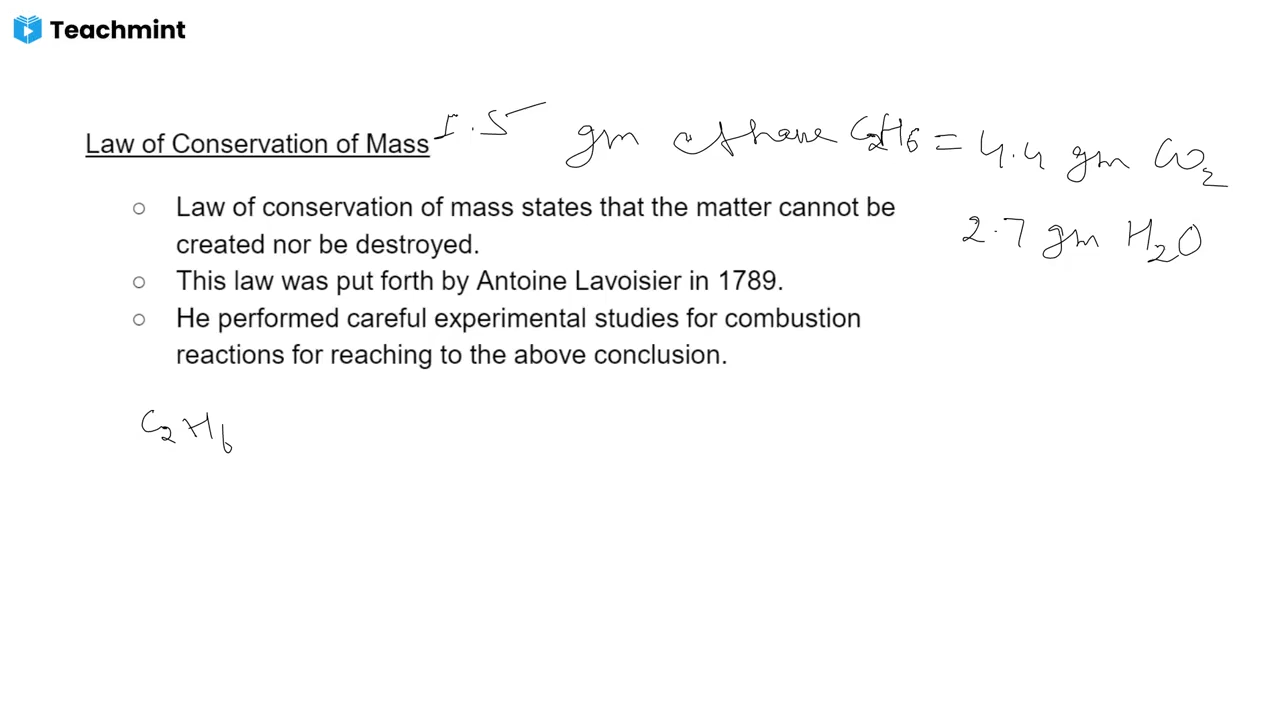 Teachmint
Law of Conservation of Mass 1.5 gm ethane C2H6 = 4.4 gm CO2
2.7 gm H2O
○ Law of conservation of mass states that the matter cannot be
created nor be destroyed.
○ This law was put forth by Antoine Lavoisier in 1789.
○ He performed careful experimental studies for combustion
reactions for reaching to the above conclusion.
C2H6